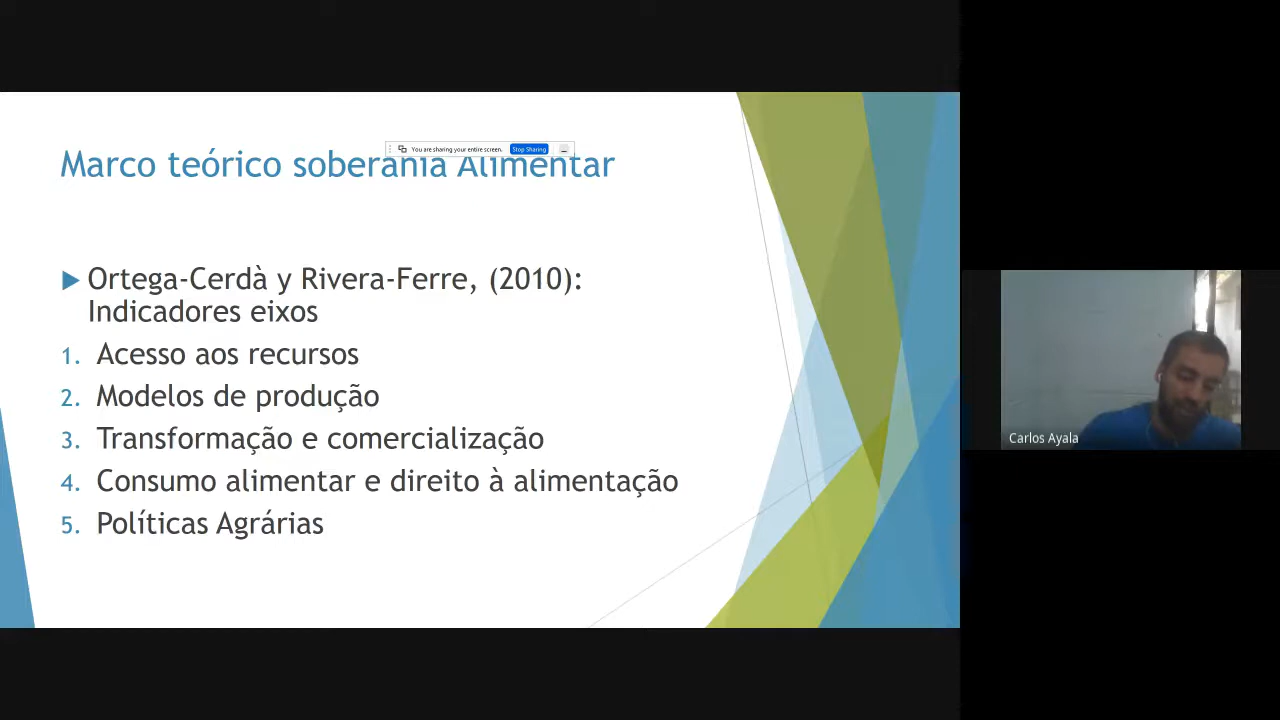 You are sharing your entire screen.
Stop Sharing
Marco teórico soberania Alimentar
Ortega-Cerdà y Rivera-Ferre, (2010):
Indicadores eixos
1. Acesso aos recursos
2. Modelos de produção
3. Transformação e comercialização
4. Consumo alimentar e direito à alimentação
5. Políticas Agrárias
Carlos Ayala